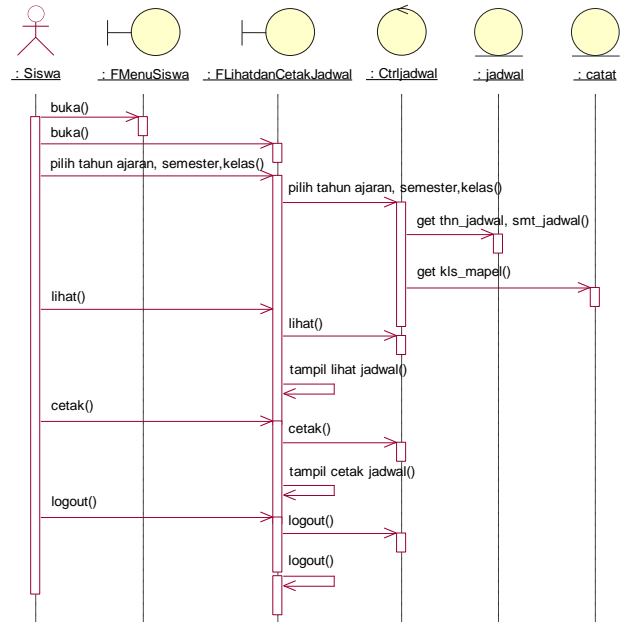 : Siswa
: FMenuSiswa
: FLihatdanCetakJadwal
: Ctrljadwal
: jadwal
: catat
buka()
buka()
pilih tahun ajaran, semester,kelas()
pilih tahun ajaran, semester,kelas()
get thn_jadwal, smt_jadwal()
get kls_mapel()
lihat()
lihat()
tampil lihat jadwal()
cetak()
cetak()
tampil cetak jadwal()
logout()
logout()
logout()